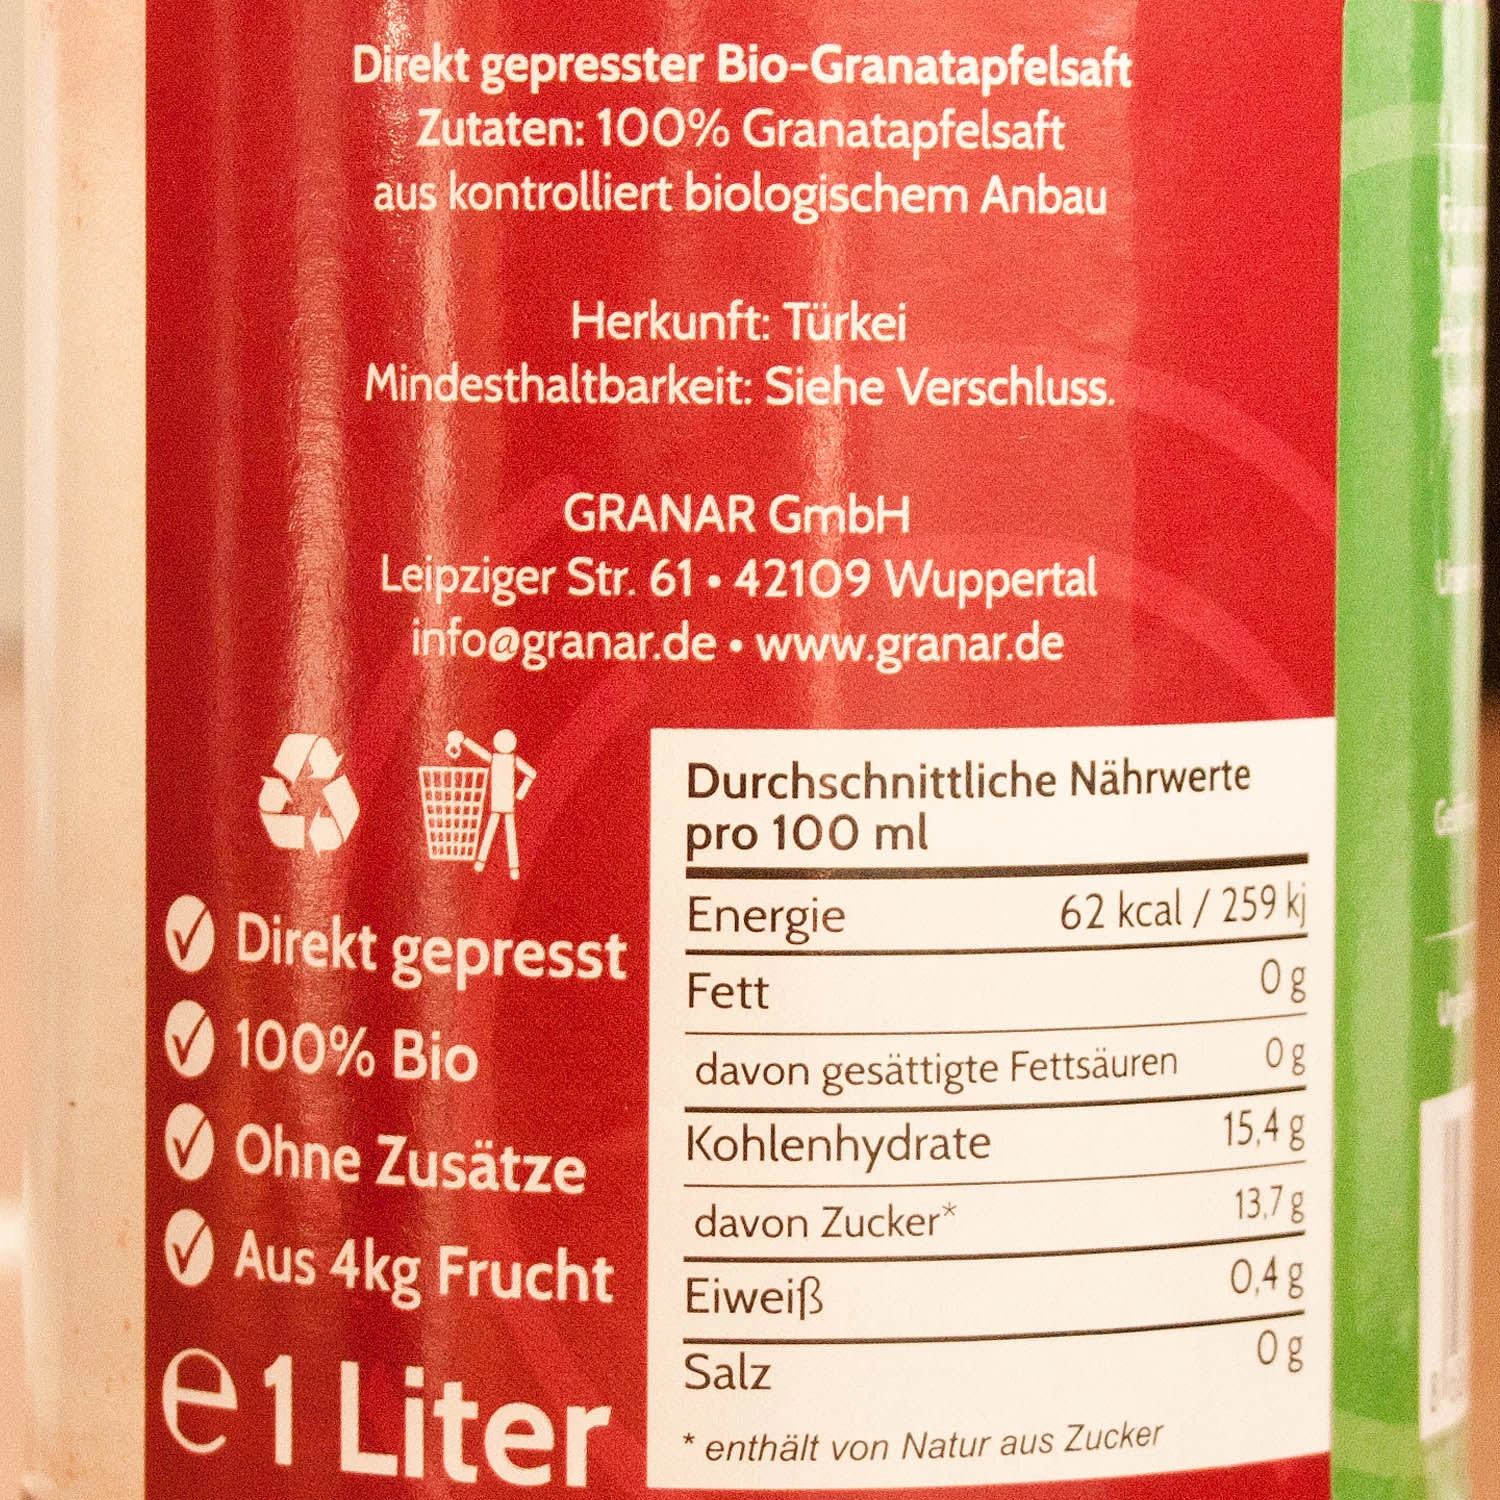 Direkt gepresster Bio-Granatapfelsaft
Zutaten: 100% Granatapfelsaft
aus kontrolliert biologischem Anbau
Herkunft: Türkei
Mindesthaltbarkeit: Siehe Verschluss.
GRANAR GmbH
Leipziger Str. 61 • 42109 Wuppertal
info@granar.de • www.granar.de
Direkt gepresst
100% Bio
Ohne Zusätze
Aus 4kg Frucht
e 1 Liter
Durchschnittliche Nährwerte
pro 100 ml
Energie 62 kcal / 259 kj
Fett 0 g
davon gesättigte Fettsäuren 0 g
Kohlenhydrate 15,4 g
davon Zucker* 13,7 g
Eiweiß 0,4 g
Salz 0 g
* enthält von Natur aus Zucker